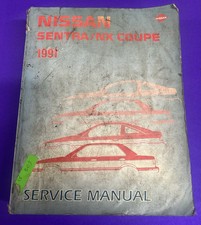 NISSAN
SENTRA/NX COUPE
1991
SERVICE MANUAL